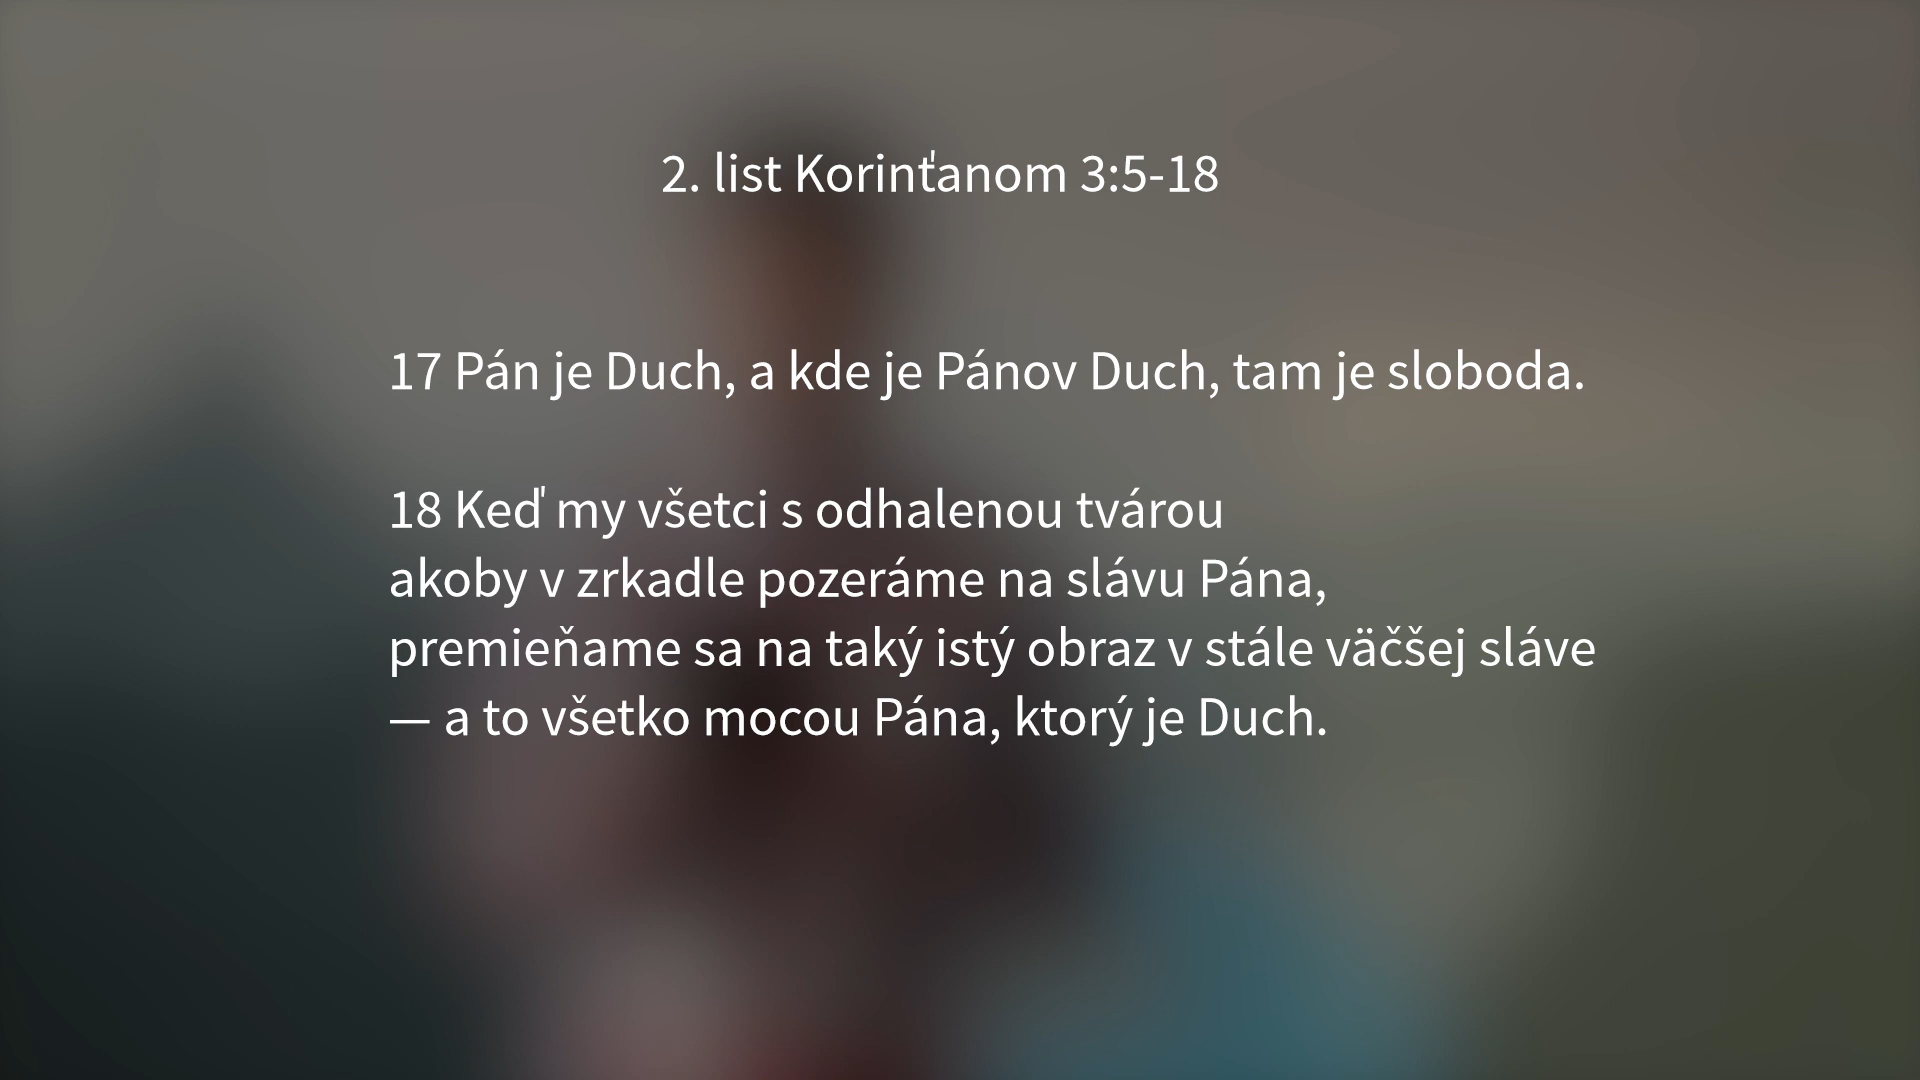 2. list Korinťanom 3:5-18
17 Pán je Duch, a kde je Pánov Duch, tam je sloboda.
18 Keď my všetci s odhalenou tvárou
akoby v zrkadle pozeráme na slávu Pána,
premieňame sa na taký istý obraz v stále väčšej sláve
— a to všetko mocou Pána, ktorý je Duch.